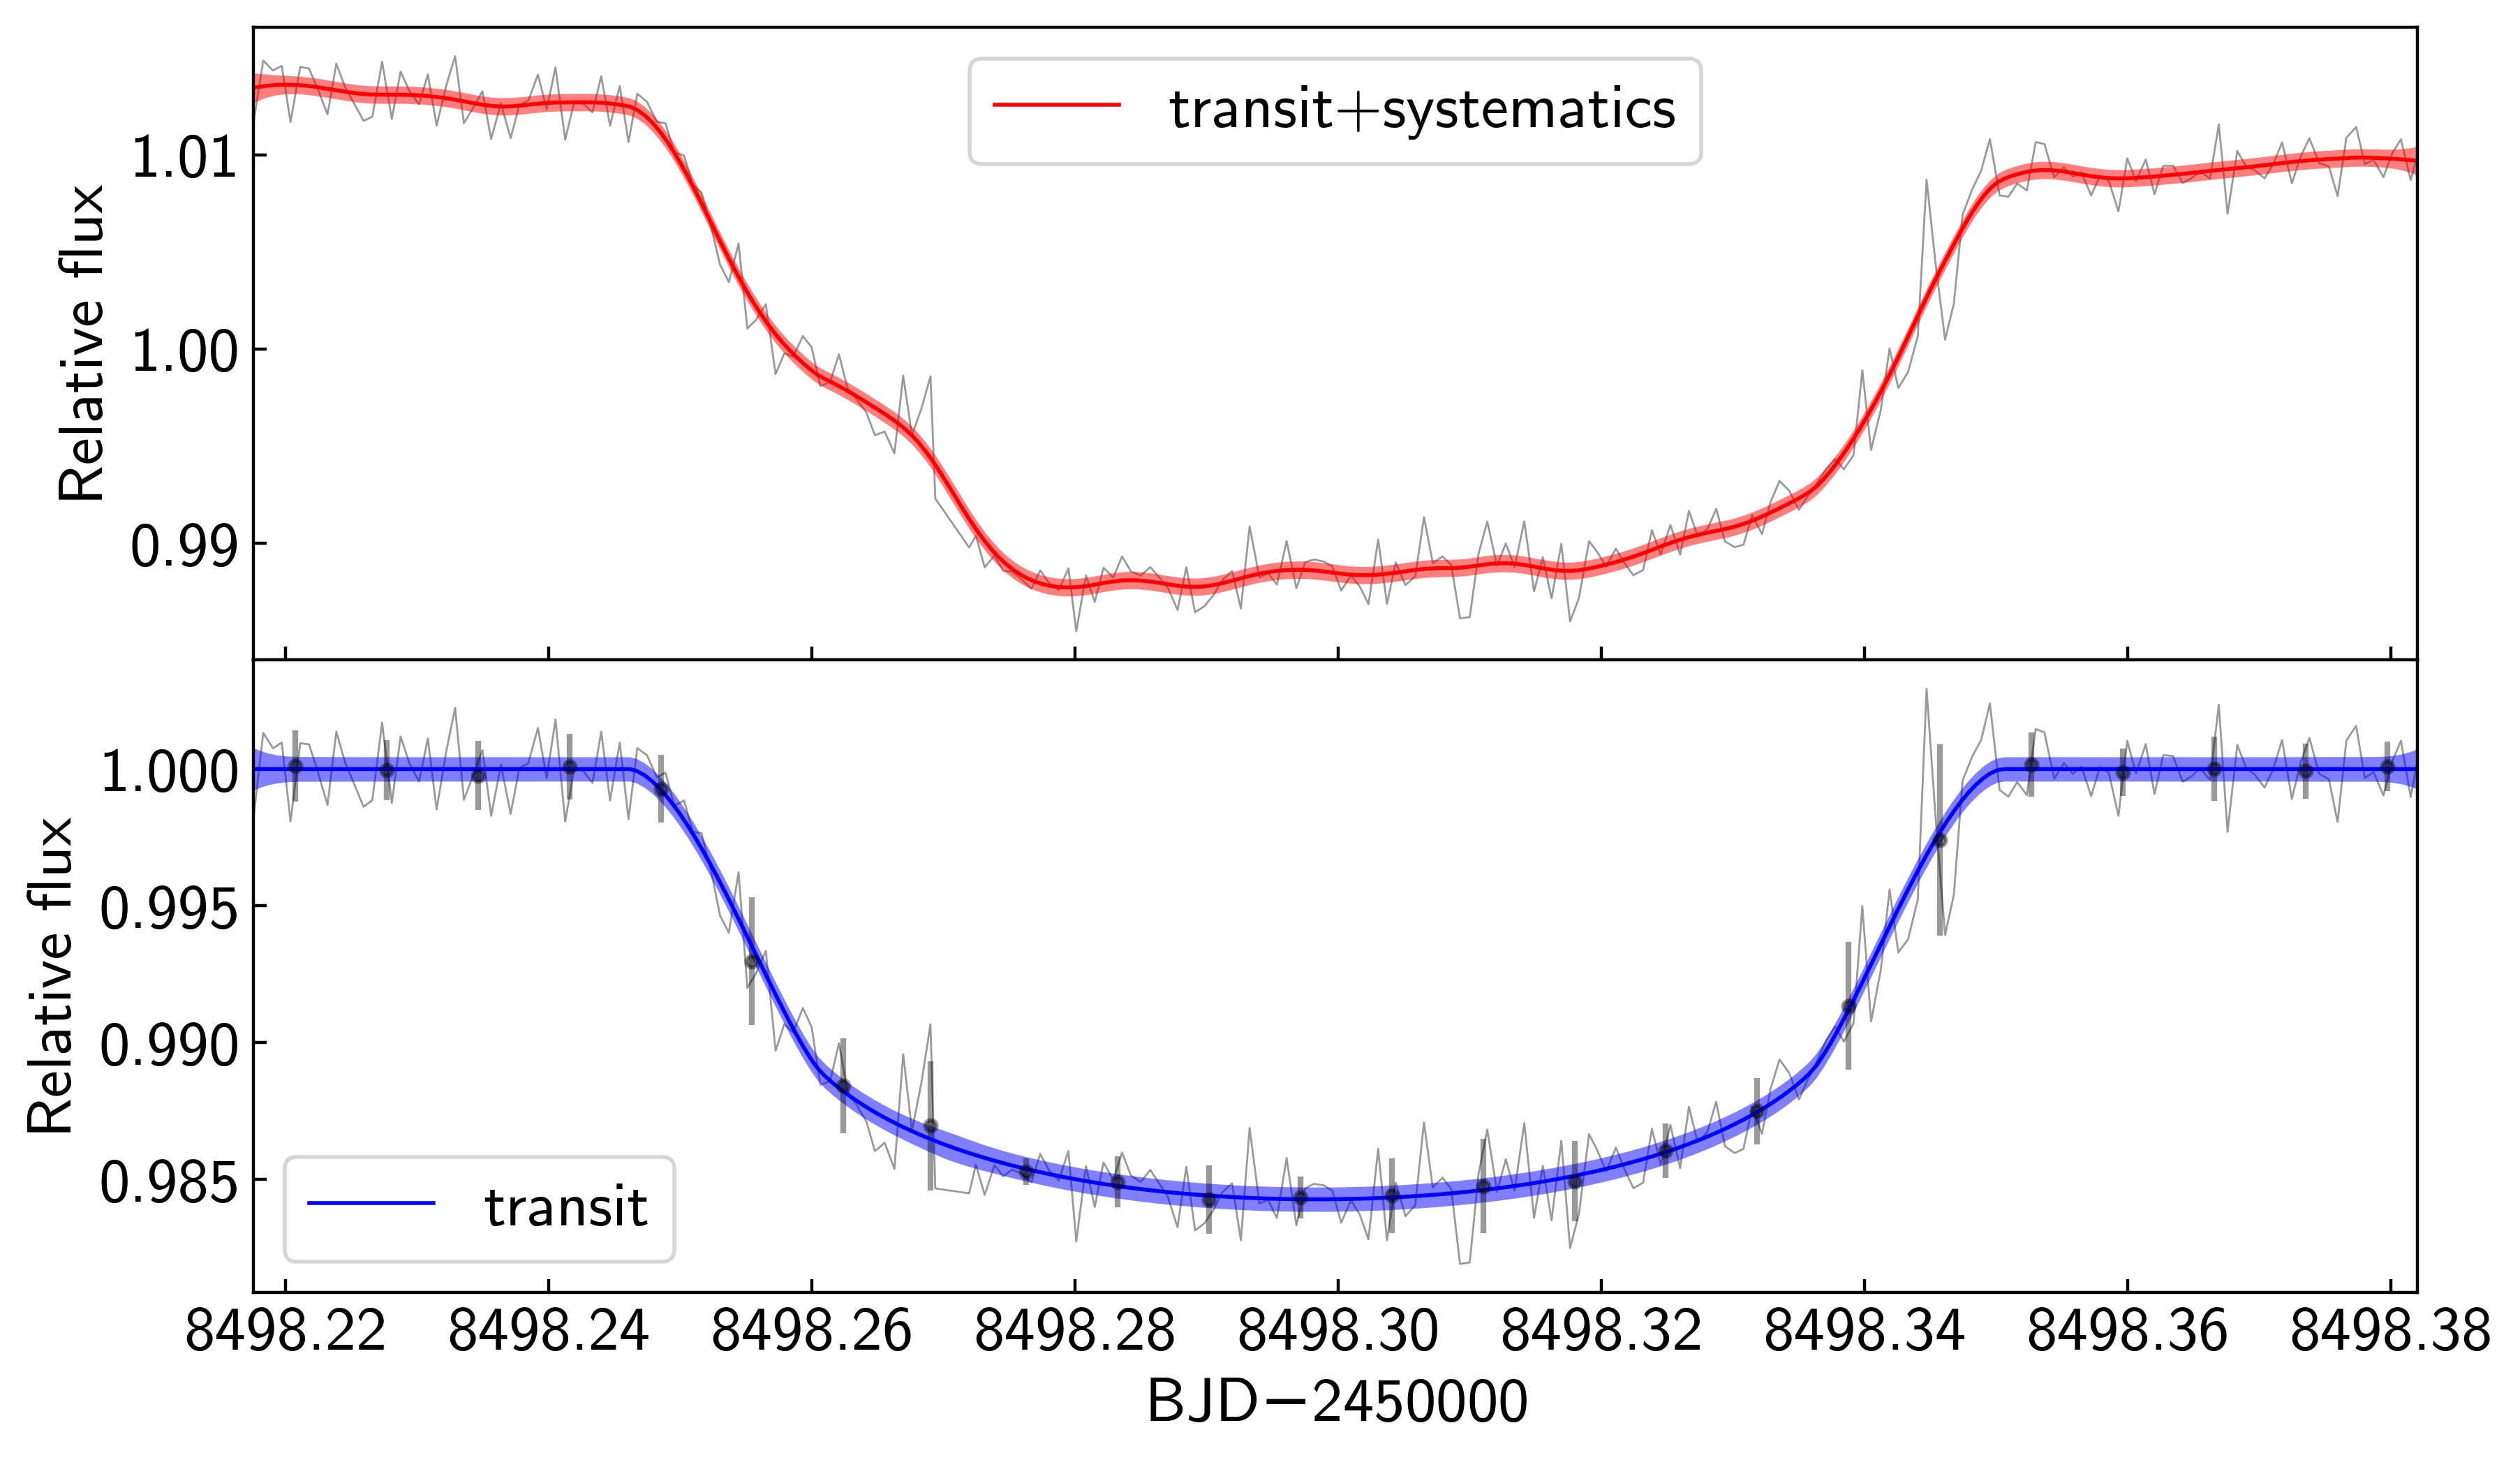 transit+systematics
1.01
1.00
0.99
Relative flux
1.000
0.995
0.990
0.985
Relative flux
transit
8498.22 8498.24 8498.26 8498.28 8498.30 8498.32 8498.34 8498.36 8498.38
BJD−2450000